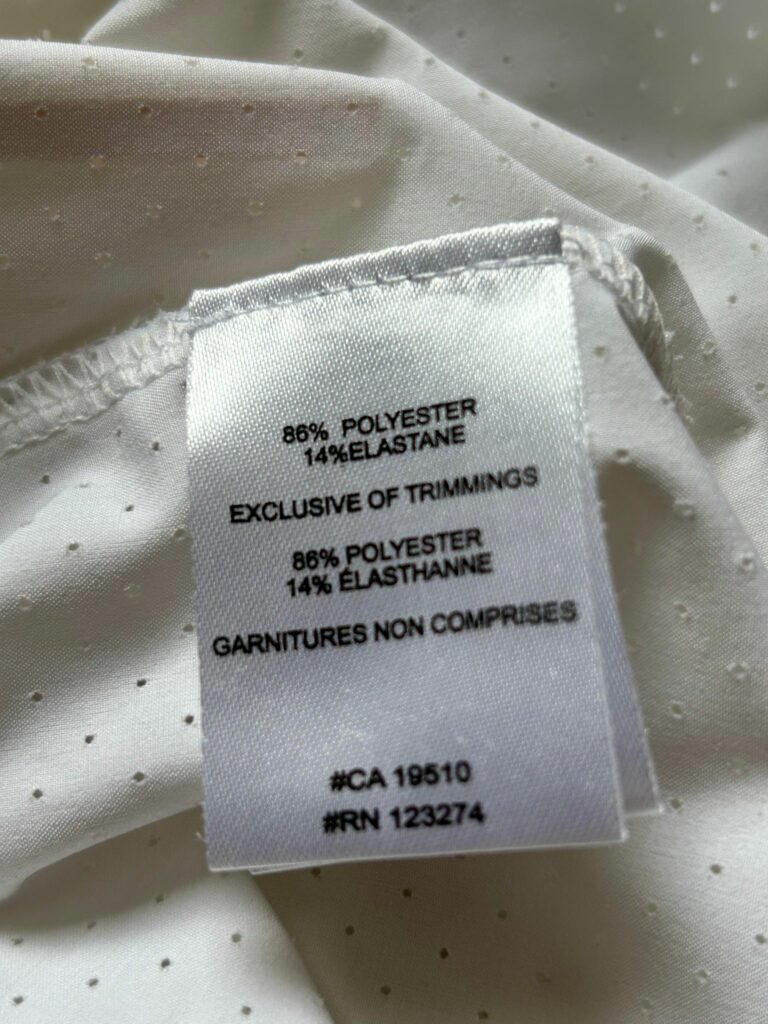 86% POLYESTER
14%ELASTANE
EXCLUSIVE OF TRIMMINGS
86% POLYESTER
14% ÉLASTHANNE
GARNITURES NON COMPRISES
#CA 19510
#RN 123274